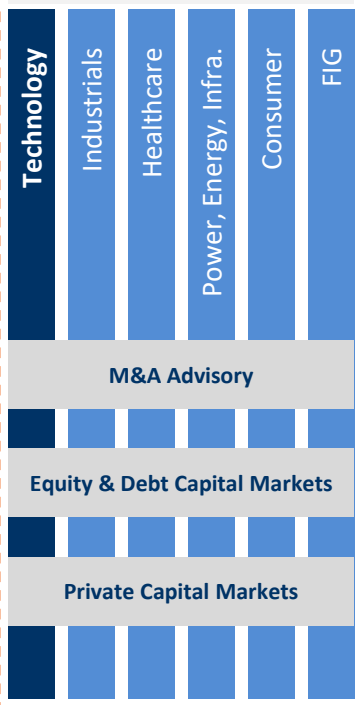 Technology
Industrials
Healthcare
Power, Energy, Infra.
Consumer
FIG
M&A Advisory
Equity & Debt Capital Markets
Private Capital Markets